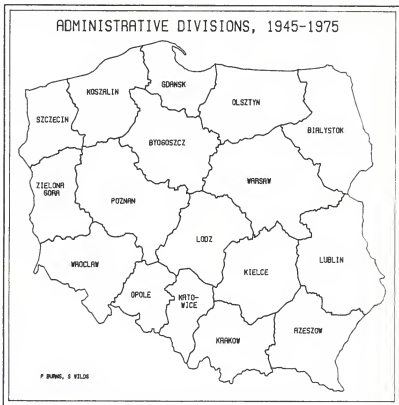 ADMINISTRATIVE DIVISIONS, 1945-1975
GDANSK
KOSZALIN
OLSZTYN
SZCZECIN
BIALYSTOK
BYDGOSZCZ
ZIELONA
GORA
WARSAW
POZNAN
LODZ
LUBLIN
WROCLAW
KIELCE
OPOLE
KATO-
WICE
RZESZOW
KRAKOW
P BURNS, S WILDS